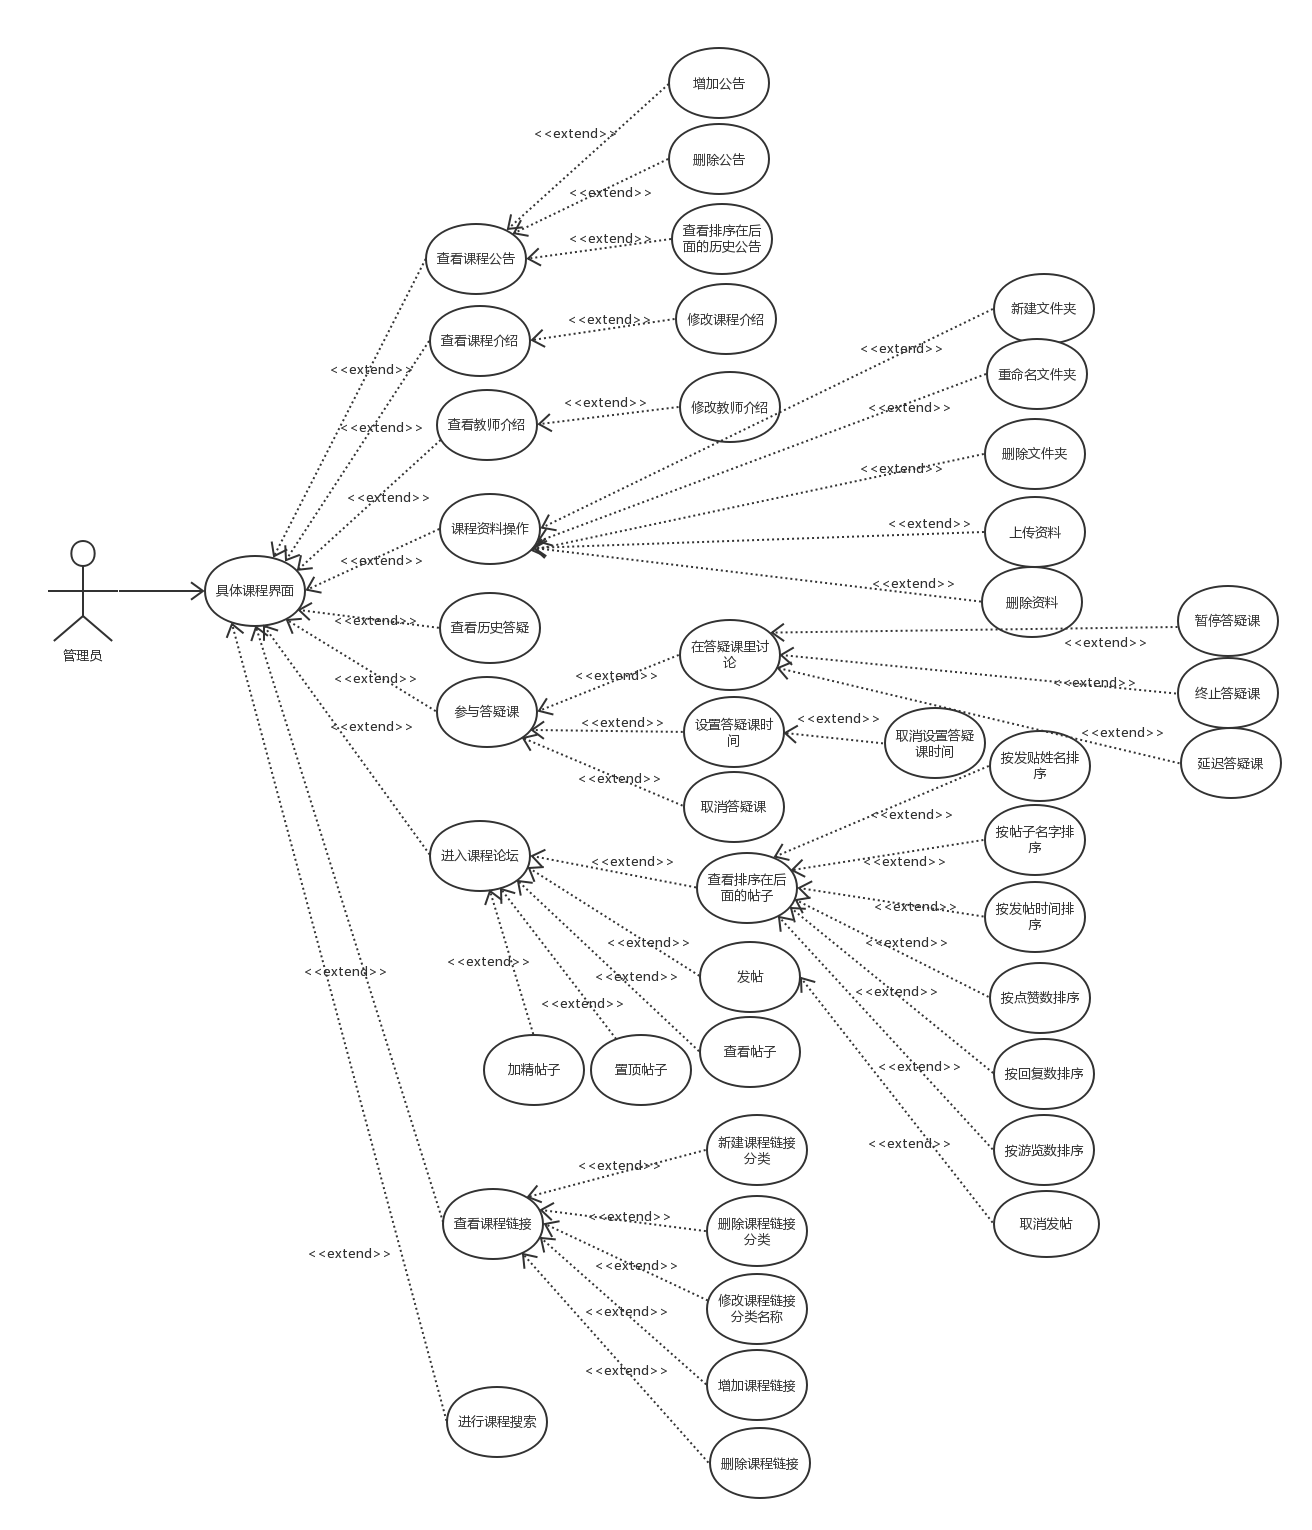 增加公告
<<extend>>
删除公告
<<extend>>
查看排序在后
面的历史公告
<<extend>>
查看课程公告
新建文件夹
修改课程介绍
<<extend>>
查看课程介绍
<<extend>>
<<extend>>
重命名文件夹
修改教师介绍
<<extend>>
<<extend>>
查看教师介绍
<<extend>>
删除文件夹
<<extend>>
<<extend>>
课程资料操作
<<extend>>
上传资料
<<extend>>
具体课程界面
<<extend>>
删除资料
查看历史答疑
<<extend>>
暂停答疑课
<<extend>>
管理员
在答疑课里讨
论
<<extend>>
<<extend>>
<<extend>>
终止答疑课
参与答疑课
<<extend>>
<<extend>>
设置答疑课时
间
<<extend>>
取消设置答疑
课时间
<<extend>>
延迟答疑课
按发贴姓名排
序
<<extend>>
取消答疑课
<<extend>>
按帖子名字排
序
进入课程论坛
<<extend>>
<<extend>>
查看排序在后
面的帖子
<<extend>>
按发帖时间排
序
<<extend>>
<<extend>>
<<extend>>
<<extend>>
发帖
<<extend>>
<<extend>>
按点赞数排序
<<extend>>
查看帖子
<<extend>>
加精帖子
置顶帖子
按回复数排序
新建课程链接
分类
<<extend>>
<<extend>>
按游览数排序
查看课程链接
<<extend>>
删除课程链接
分类
取消发帖
<<extend>>
<<extend>>
修改课程链接
分类名称
<<extend>>
<<extend>>
增加课程链接
进行课程搜索
删除课程链接